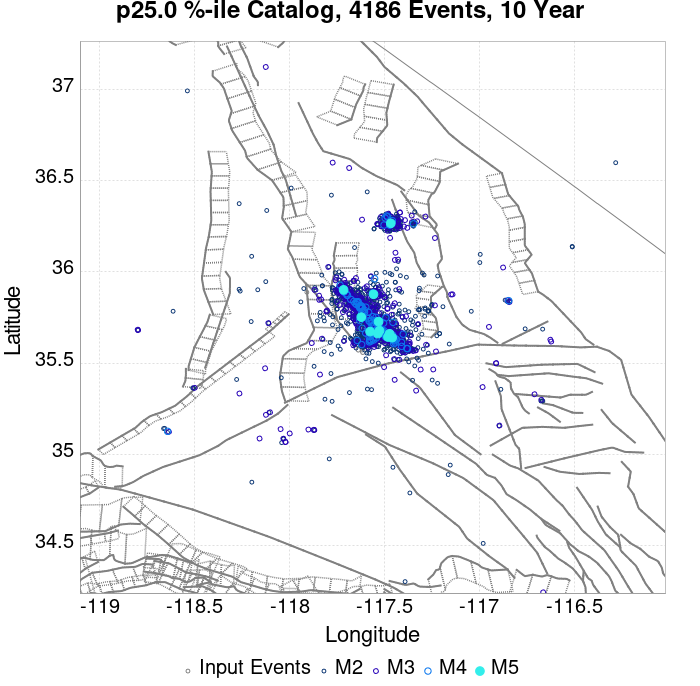 p25.0 %-ile Catalog, 4186 Events, 10 Year
37
36.5
36
35.5
35
34.5
Latitude
-119
-118.5
-118
-117.5
-117
-116.5
Longitude
Input Events
M2
M3
M4
M5